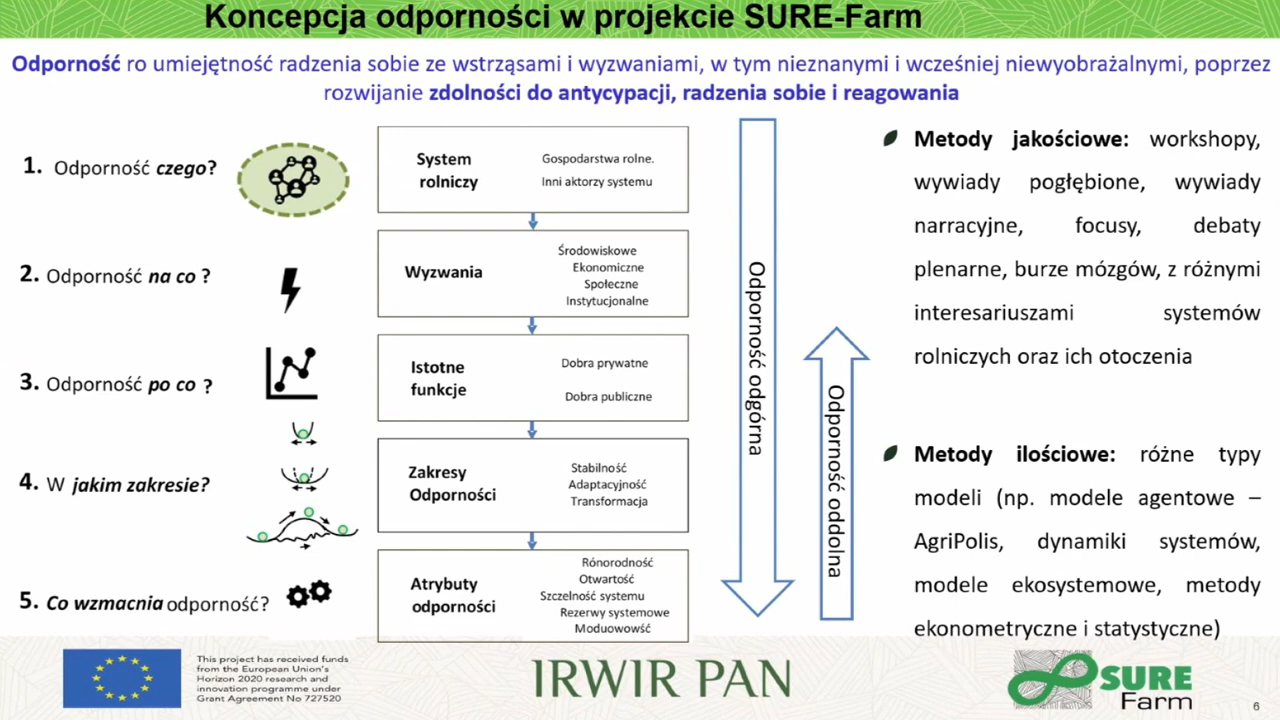 Koncepcja odporności w projekcie SURE-Farm
Odporność ro umiejętność radzenia sobie ze wstrząsami i wyzwaniami, w tym nieznanymi i wcześniej niewyobrażalnymi, poprzez
rozwijanie zdolności do antycypacji, radzenia sobie i reagowania
1. Odporność czego?
System
rolniczy
Gospodarstwa rolne.
Inni aktorzy systemu
2. Odporność na co ?
Wyzwania
Środowiskowe
Ekonomiczne
Społeczne
Instytucjonalne
3. Odporność po co ?
Istotne
funkcje
Dobra prywatne
Dobra publiczne
4. W jakim zakresie?
Zakresy
Odporności
Stabilność
Adaptacyjność
Transformacja
5. Co wzmacnia odporność?
Atrybuty
odporności
Rónorodność
Otwartość
Szczelność systemu
Rezerwy systemowe
Moduowowść
Odporność odgórna
Odporność oddolna
Metody jakościowe: workshopy,
wywiady pogłębione, wywiady
narracyjne, focusy, debaty
plenarne, burze mózgów, z różnymi
interesariuszami systemów
rolniczych oraz ich otoczenia
Metody ilościowe: różne typy
modeli (np. modele agentowe –
AgriPolis, dynamiki systemów,
modele ekosystemowe, metody
ekonometryczne i statystyczne)
This project has received funds
from the European Union's
Horizon 2020 research and
innovation programme under
Grant Agreement No 727520
IRWIR PAN
SURE
Farm
6